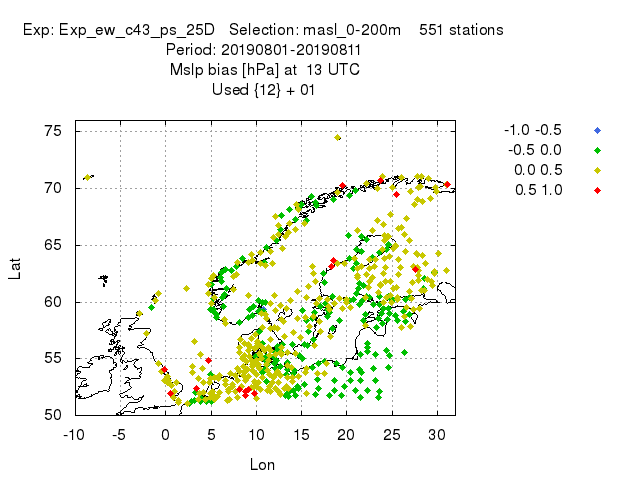 Exp: Exp_ew_c43_ps_25D   Selection: masl_0-200m    551 stations
Period: 20190801-20190811
Mslp bias [hPa] at  13 UTC
Used {12} + 01
-1.0 -0.5
-0.5 0.0
0.0 0.5
0.5 1.0
75
70
65
60
55
50
Lat
-10 -5 0 5 10 15 20 25 30
Lon